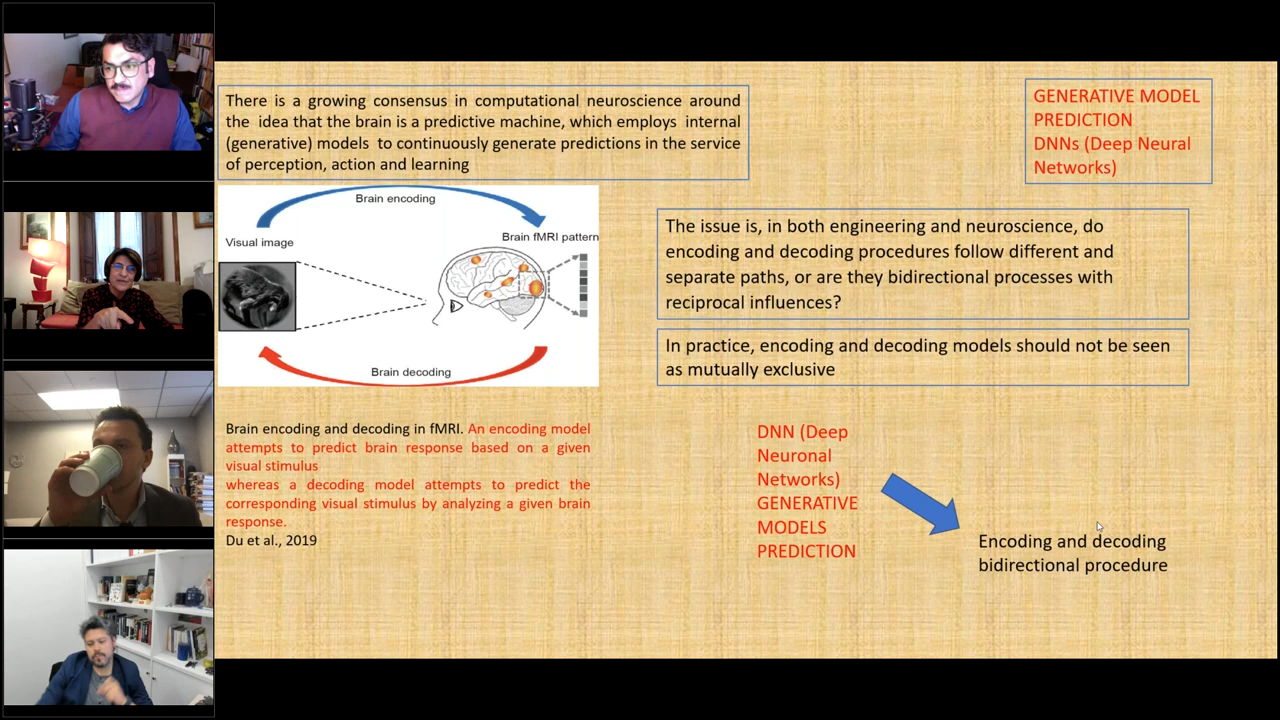 There is a growing consensus in computational neuroscience around
the idea that the brain is a predictive machine, which employs internal
(generative) models to continuously generate predictions in the service
of perception, action and learning
GENERATIVE MODEL
PREDICTION
DNNs (Deep Neural
Networks)
Brain encoding
Visual image
Brain fMRI pattern
Brain decoding
The issue is, in both engineering and neuroscience, do
encoding and decoding procedures follow different and
separate paths, or are they bidirectional processes with
reciprocal influences?
In practice, encoding and decoding models should not be seen
as mutually exclusive
Brain encoding and decoding in fMRI. An encoding model
attempts to predict brain response based on a given
visual stimulus
whereas a decoding model attempts to predict the
corresponding visual stimulus by analyzing a given brain
response.
Du et al., 2019
DNN (Deep
Neuronal
Networks)
GENERATIVE
MODELS
PREDICTION
Encoding and decoding
bidirectional procedure